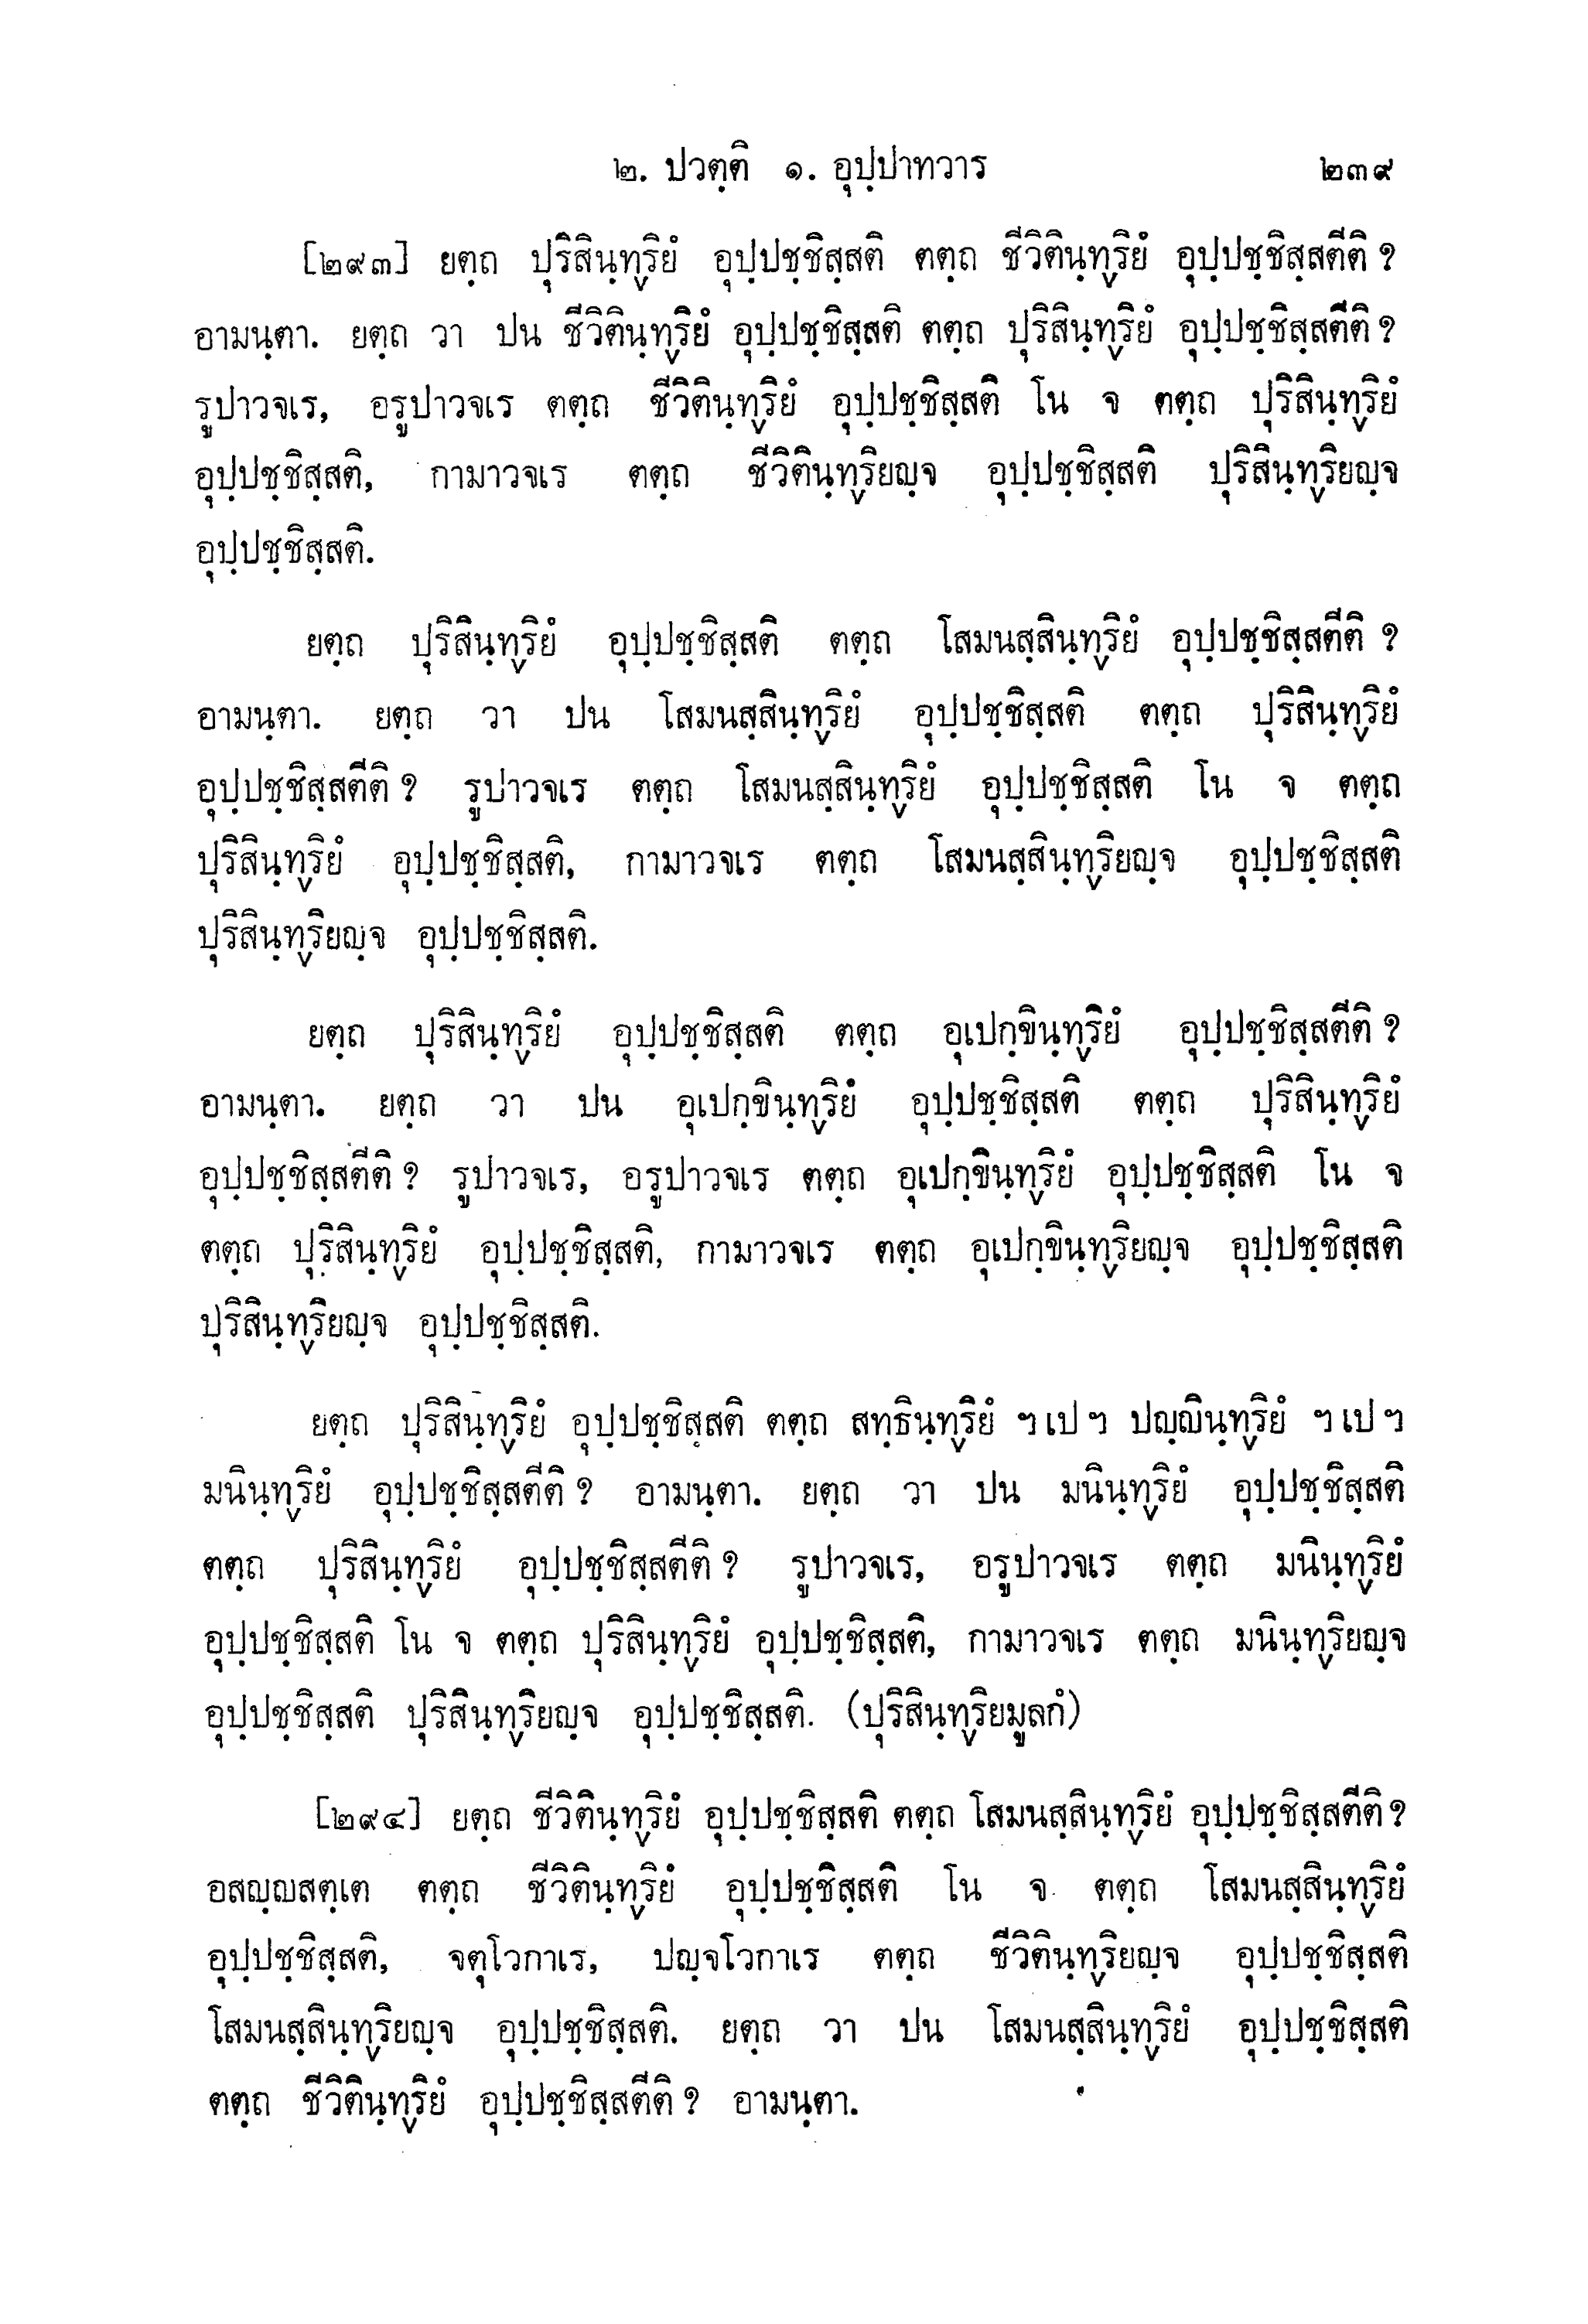 ๒. ปวตฺติ ๑. อุปฺปาทวาร ๒๓๙
[๒๙๓] ยตฺถ ปุริสินฺทฺริยํ อุปฺปชฺชิสฺสติ ตตฺถ ชีวิตินฺทฺริยํ อุปฺปชฺชิสฺสตีติ ?
อามนฺตา. ยตฺถ วา ปน ชีวิตินฺทฺริยํ อุปฺปชฺชิสฺสติ ตตฺถ ปุริสินฺทฺริยํ อุปฺปชฺชิสฺสตีติ ?
รูปาวจเร, อรูปาวจเร ตตฺถ ชีวิตินฺทฺริยํ อุปฺปชฺชิสฺสติ โน จ ตตฺถ ปุริสินฺทฺริยํ
อุปฺปชฺชิสฺสติ, กามาวจเร ตตฺถ ชีวิตินฺทฺริยญฺจ อุปฺปชฺชิสฺสติ ปุริสินฺทฺริยญฺจ
อุปฺปชฺชิสฺสติ.
ยตฺถ ปุริสินฺทฺริยํ อุปฺปชฺชิสฺสติ ตตฺถ โสมนสฺสินฺทฺริยํ อุปฺปชฺชิสฺสตีติ ?
อามนฺตา. ยตฺถ วา ปน โสมนสฺสินฺทฺริยํ อุปฺปชฺชิสฺสติ ตตฺถ ปุริสินฺทฺริยํ
อุปฺปชฺชิสฺสตีติ ? รูปาวจเร ตตฺถ โสมนสฺสินฺทฺริยํ อุปฺปชฺชิสฺสติ โน จ ตตฺถ
ปุริสินฺทฺริยํ อุปฺปชฺชิสฺสติ, กามาวจเร ตตฺถ โสมนสฺสินฺทฺริยญฺจ อุปฺปชฺชิสฺสติ
ปุริสินฺทฺริยญฺจ อุปฺปชฺชิสฺสติ.
ยตฺถ ปุริสินฺทฺริยํ อุปฺปชฺชิสฺสติ ตตฺถ อุเปกฺขินฺทฺริยํ อุปฺปชฺชิสฺสตีติ ?
อามนฺตา. ยตฺถ วา ปน อุเปกฺขินฺทฺริยํ อุปฺปชฺชิสฺสติ ตตฺถ ปุริสินฺทฺริยํ
อุปฺปชฺชิสฺสตีติ ? รูปาวจเร, อรูปาวจเร ตตฺถ อุเปกฺขินฺทฺริยํ อุปฺปชฺชิสฺสติ โน จ
ตตฺถ ปุริสินฺทฺริยํ อุปฺปชฺชิสฺสติ, กามาวจเร ตตฺถ อุเปกฺขินฺทฺริยญฺจ อุปฺปชฺชิสฺสติ
ปุริสินฺทฺริยญฺจ อุปฺปชฺชิสฺสติ.
ยตฺถ ปุริสินฺทฺริยํ อุปฺปชฺชิสฺสติ ตตฺถ สทฺธินฺทฺริยํ ฯ เป ฯ ปญฺญินฺทฺริยํ ฯ เป ฯ
มนินฺทฺริยํ อุปฺปชฺชิสฺสตีติ ? อามนฺตา. ยตฺถ วา ปน มนินฺทฺริยํ อุปฺปชฺชิสฺสติ
ตตฺถ ปุริสินฺทฺริยํ อุปฺปชฺชิสฺสตีติ ? รูปาวจเร, อรูปาวจเร ตตฺถ มนินฺทฺริยํ
อุปฺปชฺชิสฺสติ โน จ ตตฺถ ปุริสินฺทฺริยํ อุปฺปชฺชิสฺสติ, กามาวจเร ตตฺถ มนินฺทฺริยญฺจ
อุปฺปชฺชิสฺสติ ปุริสินฺทฺริยญฺจ อุปฺปชฺชิสฺสติ. (ปุริสินฺทฺริยมูลกํ)
[๒๙๔] ยตฺถ ชีวิตินฺทฺริยํ อุปฺปชฺชิสฺสติ ตตฺถ โสมนสฺสินฺทฺริยํ อุปฺปชฺชิสฺสตีติ ?
อสญฺญสตฺเต ตตฺถ ชีวิตินฺทฺริยํ อุปฺปชฺชิสฺสติ โน จ ตตฺถ โสมนสฺสินฺทฺริยํ
อุปฺปชฺชิสฺสติ, จตุโวกาเร, ปญฺจโวกาเร ตตฺถ ชีวิตินฺทฺริยญฺจ อุปฺปชฺชิสฺสติ
โสมนสฺสินฺทฺริยญฺจ อุปฺปชฺชิสฺสติ. ยตฺถ วา ปน โสมนสฺสินฺทฺริยํ อุปฺปชฺชิสฺสติ
ตตฺถ ชีวิตินฺทฺริยํ อุปฺปชฺชิสฺสตีติ ? อามนฺตา.